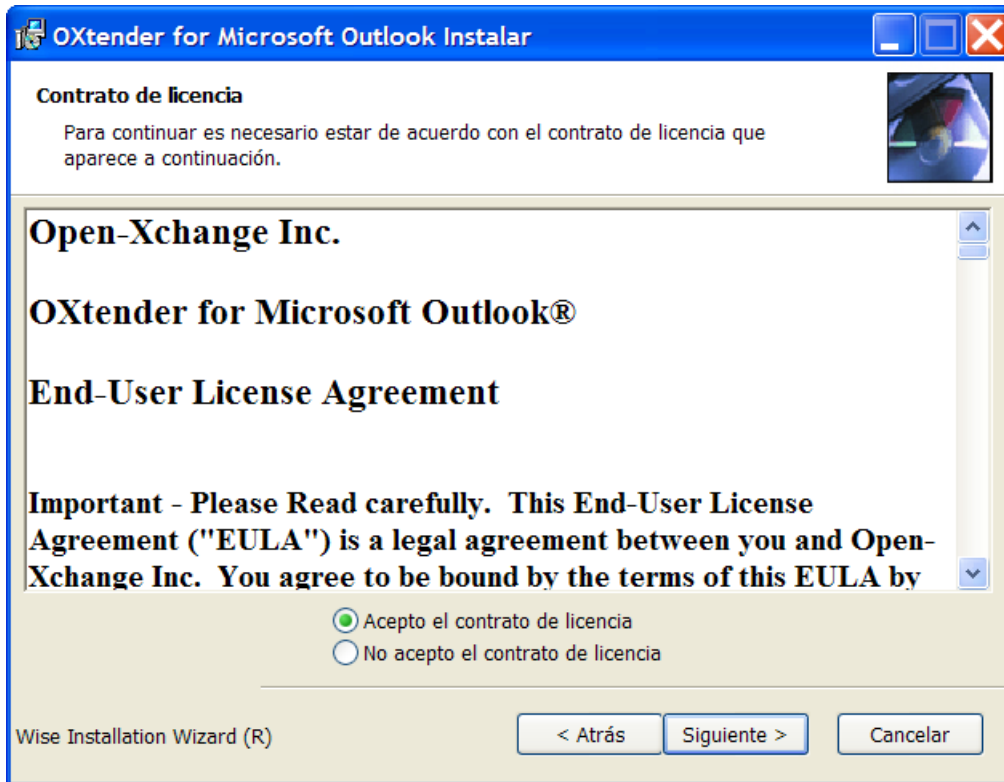 OXtender for Microsoft Outlook Instalar
Contrato de licencia
Para continuar es necesario estar de acuerdo con el contrato de licencia que
aparece a continuación.
Open-Xchange Inc.
OXtender for Microsoft Outlook®
End-User License Agreement
Important - Please Read carefully.  This End-User License
Agreement ("EULA") is a legal agreement between you and Open-
Xchange Inc.  You agree to be bound by the terms of this EULA by
Acepto el contrato de licencia
No acepto el contrato de licencia
Wise Installation Wizard (R)
< Atrás
Siguiente >
Cancelar